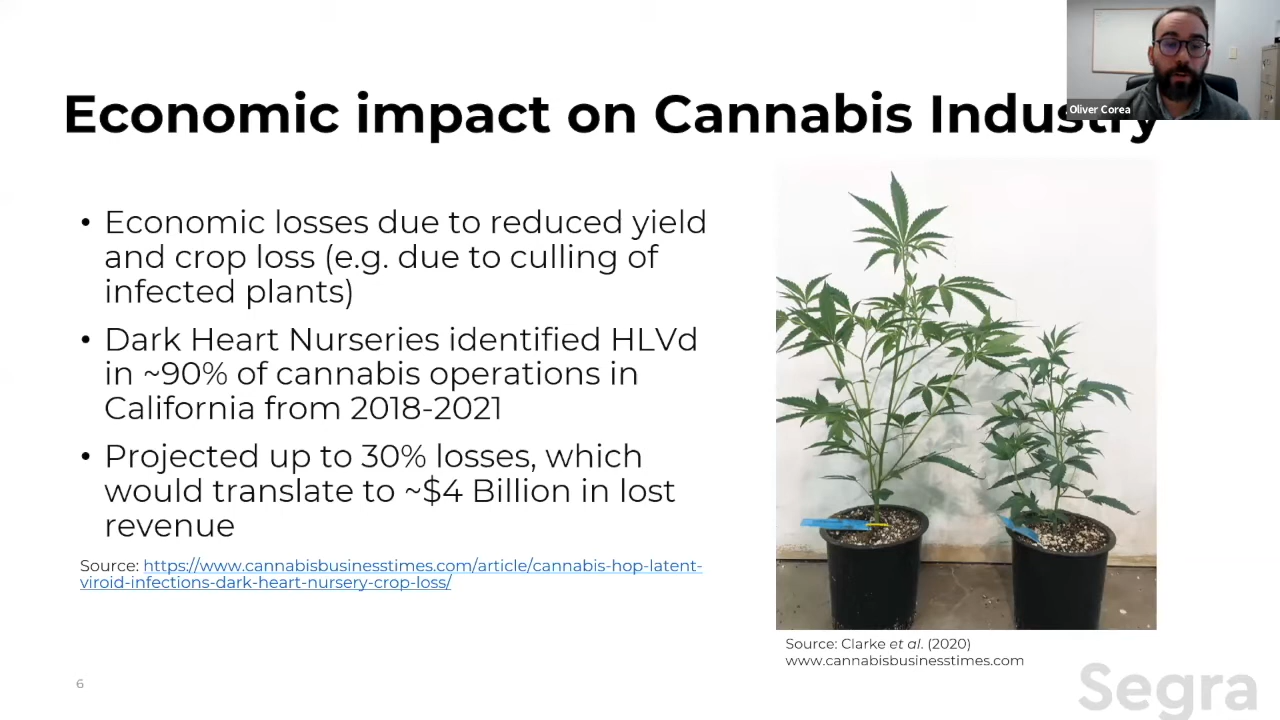 Oliver Corea
Economic impact on Cannabis Industry
• Economic losses due to reduced yield
and crop loss (e.g. due to culling of
infected plants)
• Dark Heart Nurseries identified HLVd
in ~90% of cannabis operations in
California from 2018-2021
• Projected up to 30% losses, which
would translate to ~$4 Billion in lost
revenue
Source: https://www.cannabisbusinesstimes.com/article/cannabis-hop-latent-
viroid-infections-dark-heart-nursery-crop-loss/
Source: Clarke et al. (2020)
www.cannabisbusinesstimes.com
6
Segra